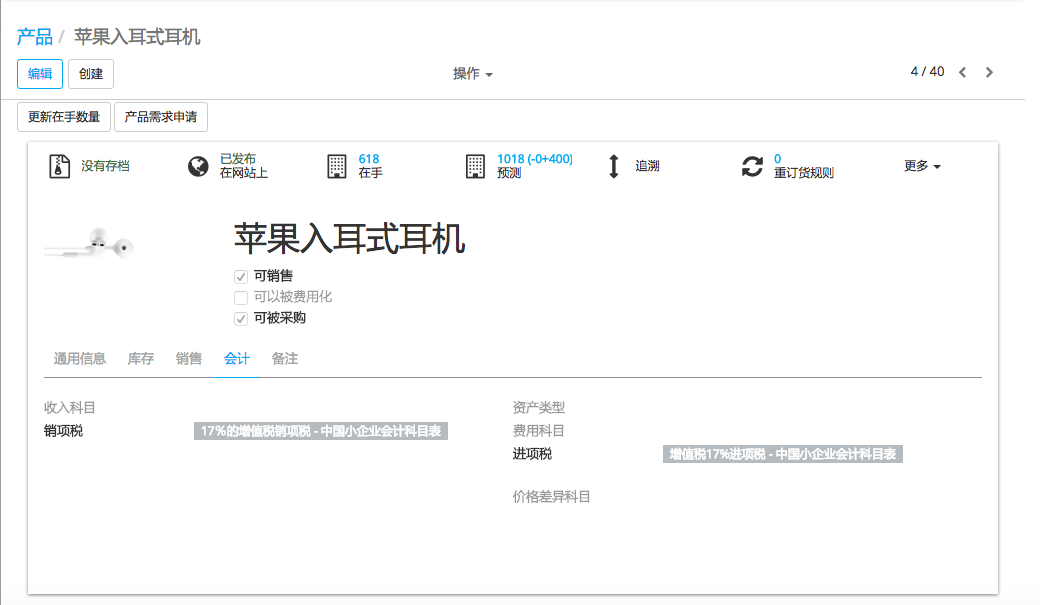 产品 / 苹果入耳式耳机
编辑 创建 操作 4 / 40
更新在手数量 产品需求申请
没有存档 已发布 618 1018 (-0+400) 追溯 0 更多
在网站上 在手 预测 重订货规则
苹果入耳式耳机
可销售
可以被费用化
可被采购
通用信息 库存 销售 会计 备注
收入科目 资产类型
销项税 17%的增值税销项税 - 中国小企业会计科目表 费用科目
进项税 增值税17%进项税 - 中国小企业会计科目表
价格差异科目